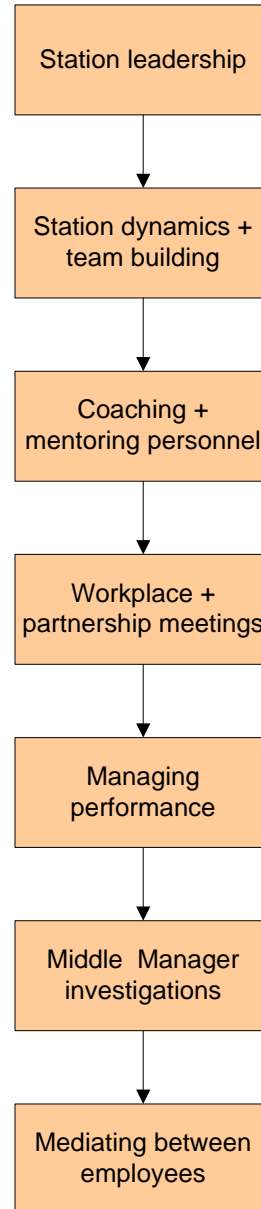 Station leadership
Station dynamics +
team building
Coaching +
mentoring personnel
Workplace +
partnership meetings
Managing
performance
Middle Manager
investigations
Mediating between
employees